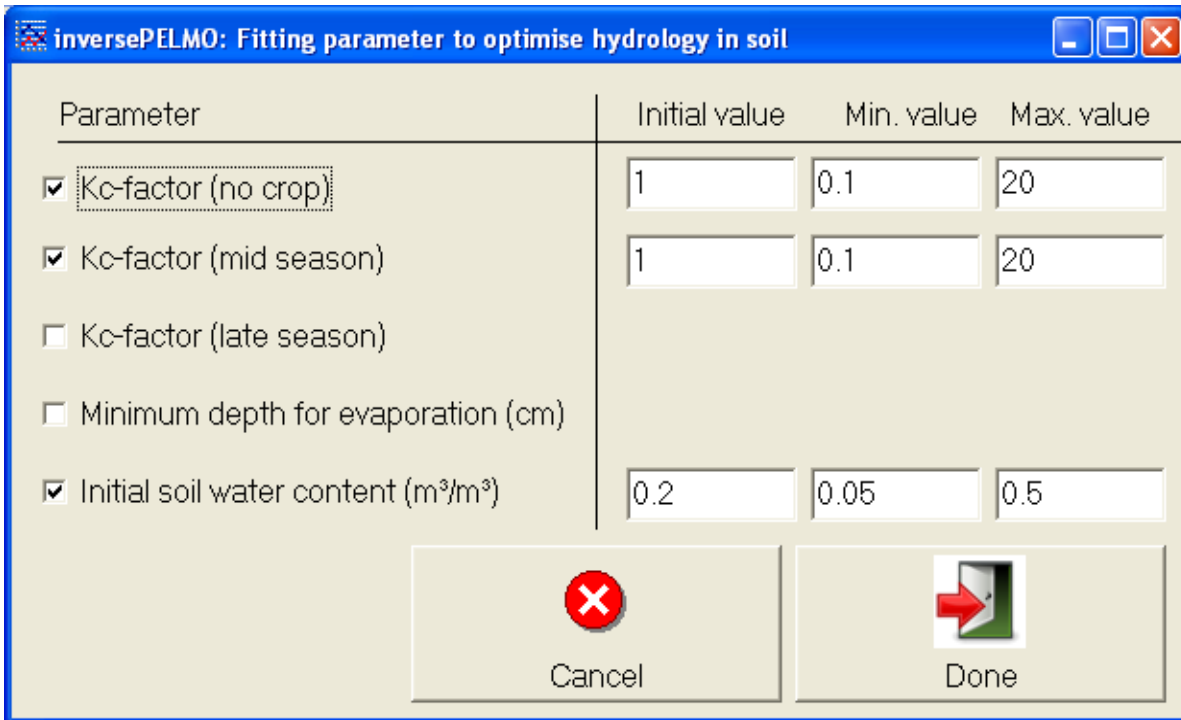 inversePELMO: Fitting parameter to optimise hydrology in soil
Parameter Initial value Min. value Max. value
Kc-factor (no crop) 1 0.1 20
Kc-factor (mid season) 1 0.1 20
Kc-factor (late season)
Minimum depth for evaporation (cm)
Initial soil water content (m³/m³) 0.2 0.05 0.5
Cancel Done